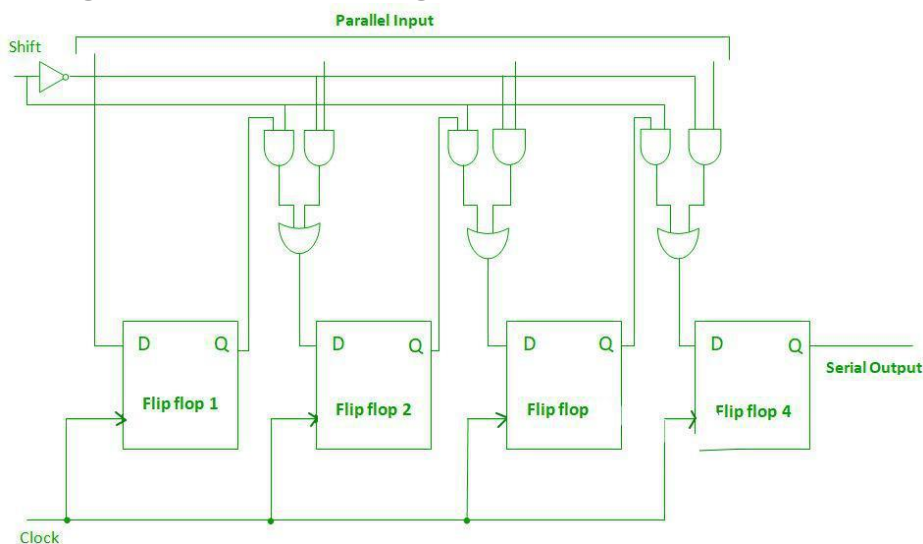 Parallel Input
Shift
D Q
D Q
D Q
D Q
Serial Output
Flip flop 1
Flip flop 2
Flip flop
Flip flop 4
Clock